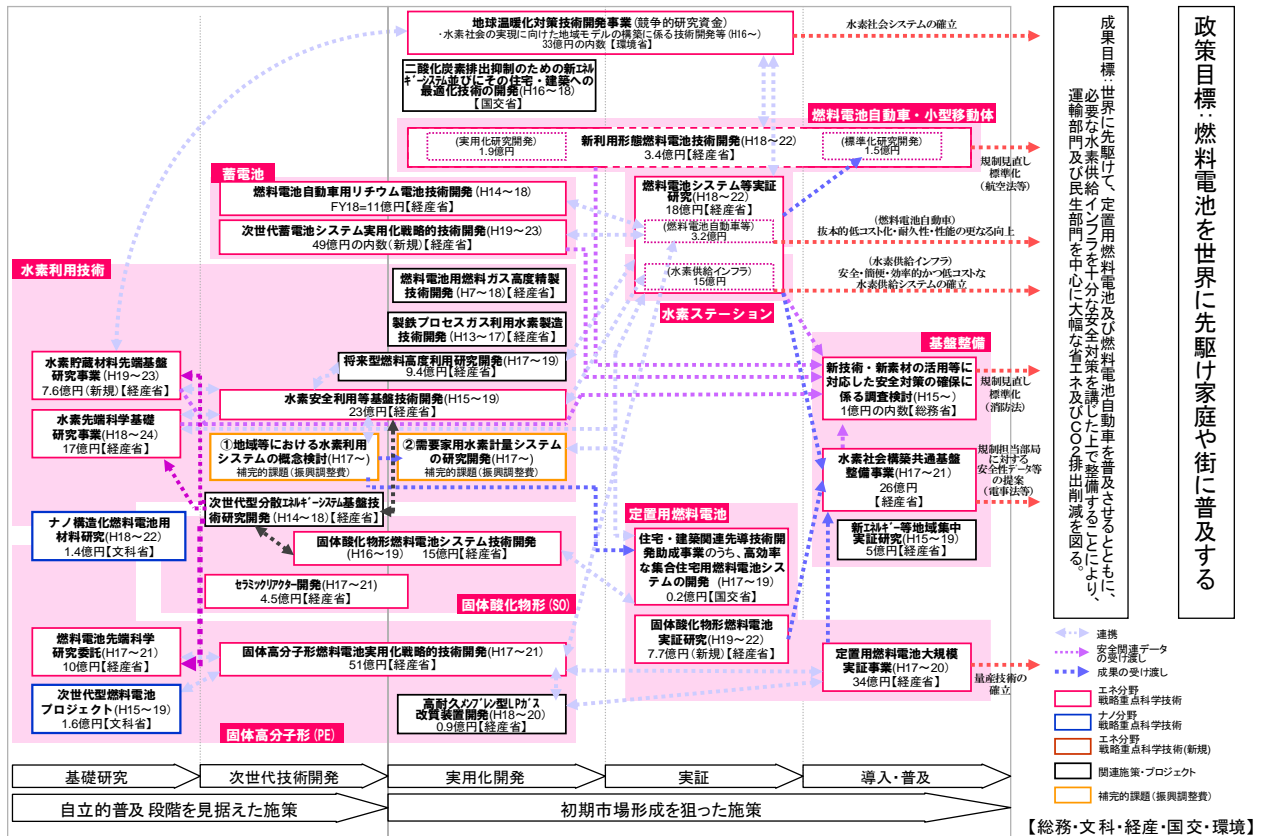 地球温暖化対策技術開発事業(競争的研究資金)
・水素社会の実現に向けた地域モデルの構築に係る技術開発等(H16～)
33億円の内数【環境省】
水素社会システムの確立
二酸化炭素排出抑制のための新エネル
ギーシステム並びにその住宅・建築への
最適化技術の開発(H16～18)
【国交省】
燃料電池自動車・小型移動体
(実用化研究開発)
1.9億円
新利用形態燃料電池技術開発(H18～22)
3.4億円【経産省】
(標準化研究開発)
1.5億円
規制見直し
標準化
(航空法等)
蓄電池
燃料電池自動車用リチウム電池技術開発(H14～18)
FY18=11億円【経産省】
次世代蓄電池システム実用化戦略的技術開発(H19～23)
49億円の内数(新規)【経産省】
燃料電池システム等実証
研究(H18～22)
18億円【経産省】
(燃料電池自動車等)
3.2億円
(水素供給インフラ)
15億円
水素ステーション
(燃料電池自動車)
抜本的低コスト化・耐久性・性能の更なる向上
(水素供給インフラ)
安全・簡便・効率的かつ低コストな
水素供給システムの確立
水素利用技術
燃料電池用燃料ガス高度精製
技術開発(H7～18)【経産省】
製鉄プロセスガス利用水素製造
技術開発(H13～17)【経産省】
将来型燃料高度利用研究開発(H17～19)
9.4億円【経産省】
水素貯蔵材料先端基盤
研究事業(H19～23)
7.6億円(新規)【経産省】
水素安全利用等基盤技術開発(H15～19)
23億円【経産省】
水素先端科学基礎
研究事業(H18～24)
17億円【経産省】
①地域等における水素利用
システムの概念検討(H17～)
補完的課題(振興調整費)
②需要家用水素計量システム
の研究開発(H17～)
補完的課題(振興調整費)
基盤整備
新技術・新素材の活用等に
対応した安全対策の確保に
係る調査検討(H15～)
1億円の内数【総務省】
規制見直し
標準化
(消防法)
水素社会構築共通基盤
整備事業(H17～21)
26億円
【経産省】
規制担当部局
に対する
安全性データ等
の提案
(電事法等)
新エネルギー等地域集中
実証研究(H15～19)
5億円【経産省】
次世代型分散エネルギーシステム基盤技
術研究開発(H14～18)【経産省】
ナノ構造化燃料電池用
材料研究(H18～22)
1.4億円【文科省】
固体酸化物形燃料電池システム技術開発
(H16～19) 15億円【経産省】
セラミックリアクター開発(H17～21)
4.5億円【経産省】
固体酸化物形(SO)
定置用燃料電池
住宅・建築関連先導技術開
発助成事業のうち、高効率
な集合住宅用燃料電池シス
テムの開発 (H17～19)
0.2億円【国交省】
固体酸化物形燃料電池
実証研究(H19～22)
7.7億円(新規)【経産省】
燃料電池先端科学
研究委託(H17～21)
10億円【経産省】
固体高分子形燃料電池実用化戦略的技術開発(H17～21)
51億円【経産省】
定置用燃料電池大規模
実証事業(H17～20)
34億円【経産省】
量産技術の
確立
次世代型燃料電池
プロジェクト(H15～19)
1.6億円【文科省】
高耐久メンブレン型LPガス
改質装置開発(H18～20)
0.9億円【経産省】
固体高分子形(PE)
基礎研究
次世代技術開発
実用化開発
実証
導入・普及
自立的普及段階を見据えた施策
初期市場形成を狙った施策
政策目標：燃料電池を世界に先駆け家庭や街に普及する
成果目標：世界に先駆けて、定置用燃料電池及び燃料電池自動車を普及させるとともに、
必要な水素供給インフラを十分な安全対策を講じた上で整備することにより、
運輸部門及び民生部門を中心に大幅な省エネ及びCO2排出削減を図る。
連携
安全関連データ
の受け渡し
成果の受け渡し
エネ分野
戦略重点科学技術
ナノ分野
戦略重点科学技術
エネ分野
戦略重点科学技術(新規)
関連施策・プロジェクト
補完的課題(振興調整費)
【総務・文科・経産・国交・環境】